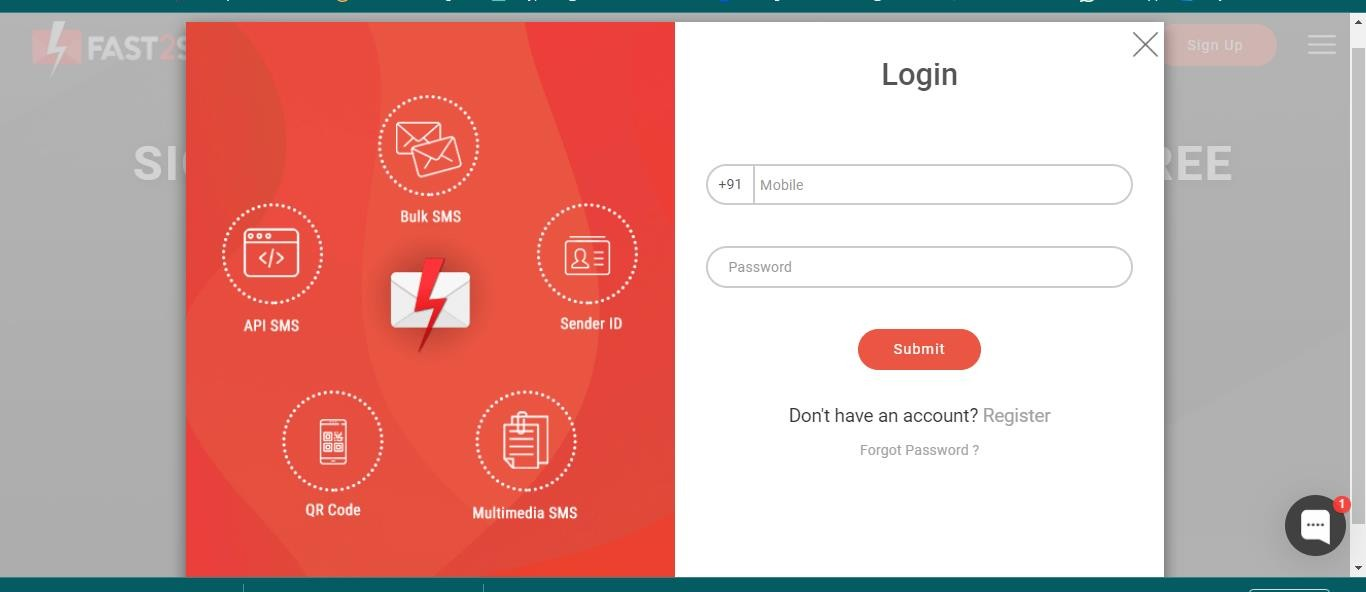 FAST2S
Sign Up
Login
SI
REE
+91 Mobile
Password
Submit
Don't have an account? Register
Forgot Password ?
Bulk SMS
API SMS
Sender ID
QR Code
Multimedia SMS
1